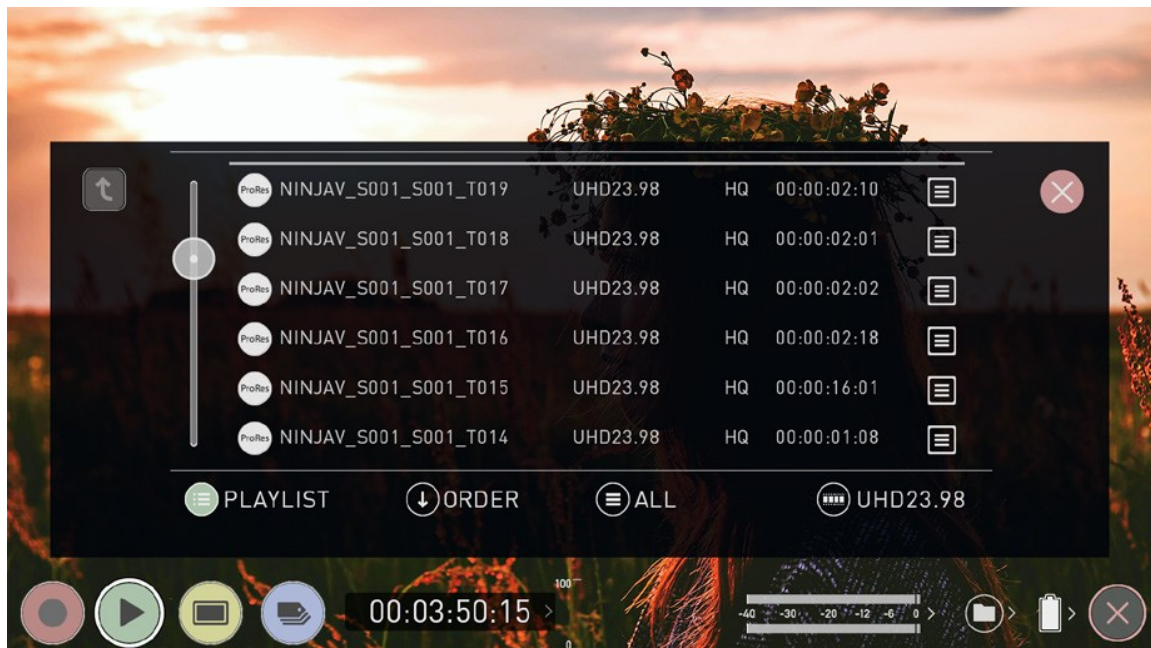 ProRes NINJAV_S001_S001_T019 UHD23.98 HQ 00:00:02:10
ProRes NINJAV_S001_S001_T018 UHD23.98 HQ 00:00:02:01
ProRes NINJAV_S001_S001_T017 UHD23.98 HQ 00:00:02:02
ProRes NINJAV_S001_S001_T016 UHD23.98 HQ 00:00:02:18
ProRes NINJAV_S001_S001_T015 UHD23.98 HQ 00:00:16:01
ProRes NINJAV_S001_S001_T014 UHD23.98 HQ 00:00:01:08
PLAYLIST ORDER ALL UHD23.98
100
00:03:50:15
-40 -30 -20 -12 -6 0
0